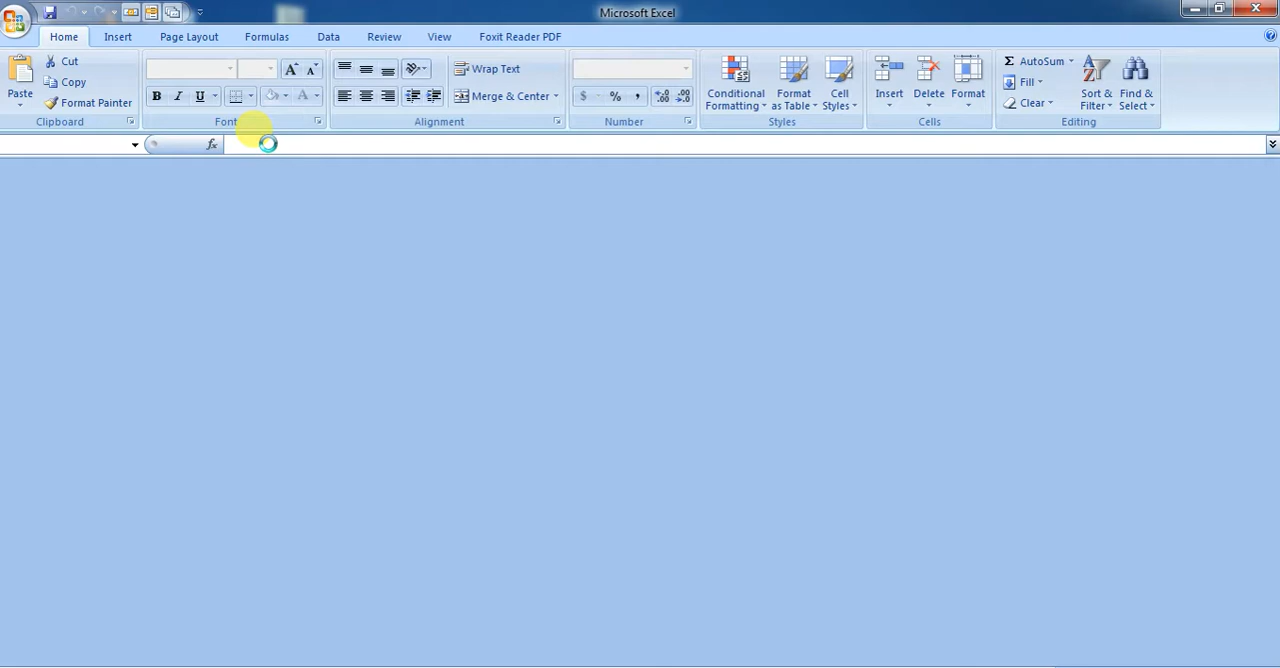 Microsoft Excel
Home Insert Page Layout Formulas Data Review View Foxit Reader PDF
Paste
Cut
Copy
Format Painter
Clipboard
A A
B I U A
Font
Wrap Text
Merge & Center
Alignment
$ % ,
Number
Conditional
Formatting
Format
as Table
Cell
Styles
Styles
Insert
Delete
Format
Cells
Σ AutoSum
Fill
Clear
Sort &
Filter
Find &
Select
Editing
fx